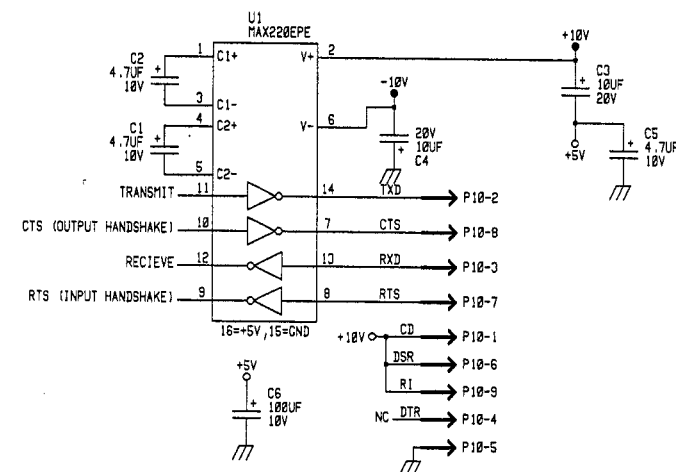 U1
MAX220EPE
C2
4.7UF
10V
1
C1+
3
C1-
C1
4.7UF
10V
4
C2+
5
C2-
V+
2
+10V
C3
10UF
20V
+5V
C5
4.7UF
10V
-10V
V-
6
20V
10UF
C4
TRANSMIT
11
14
TXD
P10-2
CTS (OUTPUT HANDSHAKE)
10
7
CTS
P10-8
RECIEVE
12
13
RXD
P10-3
RTS (INPUT HANDSHAKE)
9
8
RTS
P10-7
16=+5V,15=GND
+10V
CD
P10-1
DSR
P10-6
RI
P10-9
NC
DTR
P10-4
P10-5
+5V
C6
100UF
10V